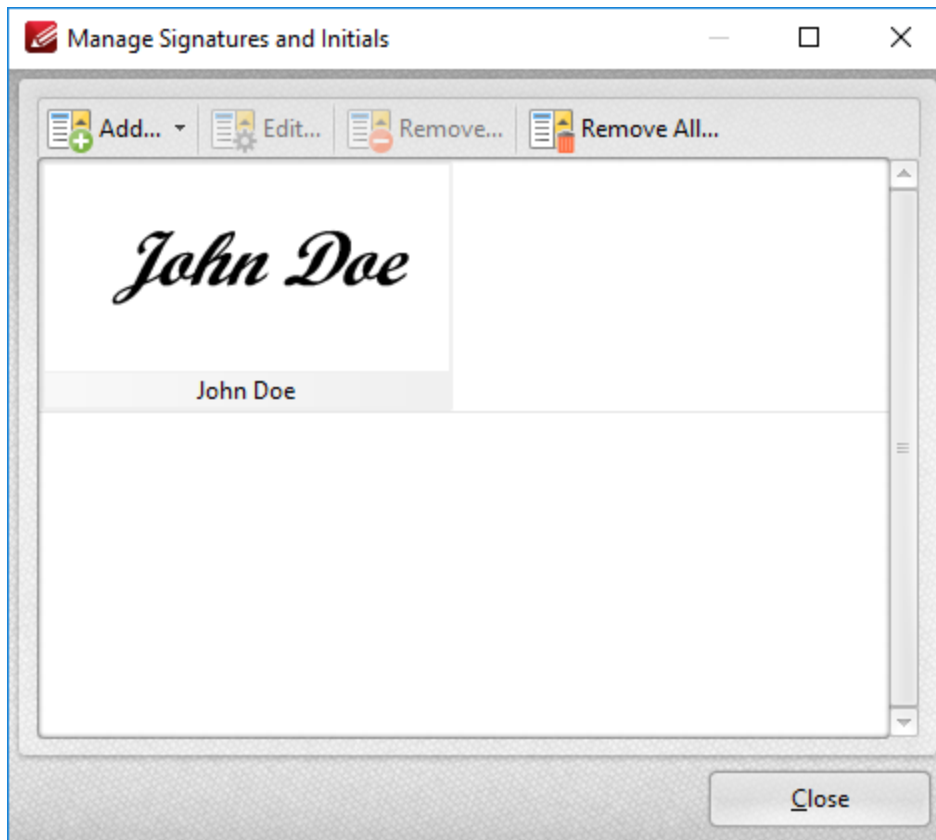 Manage Signatures and Initials
Add... Edit... Remove... Remove All...
John Doe
John Doe
Close